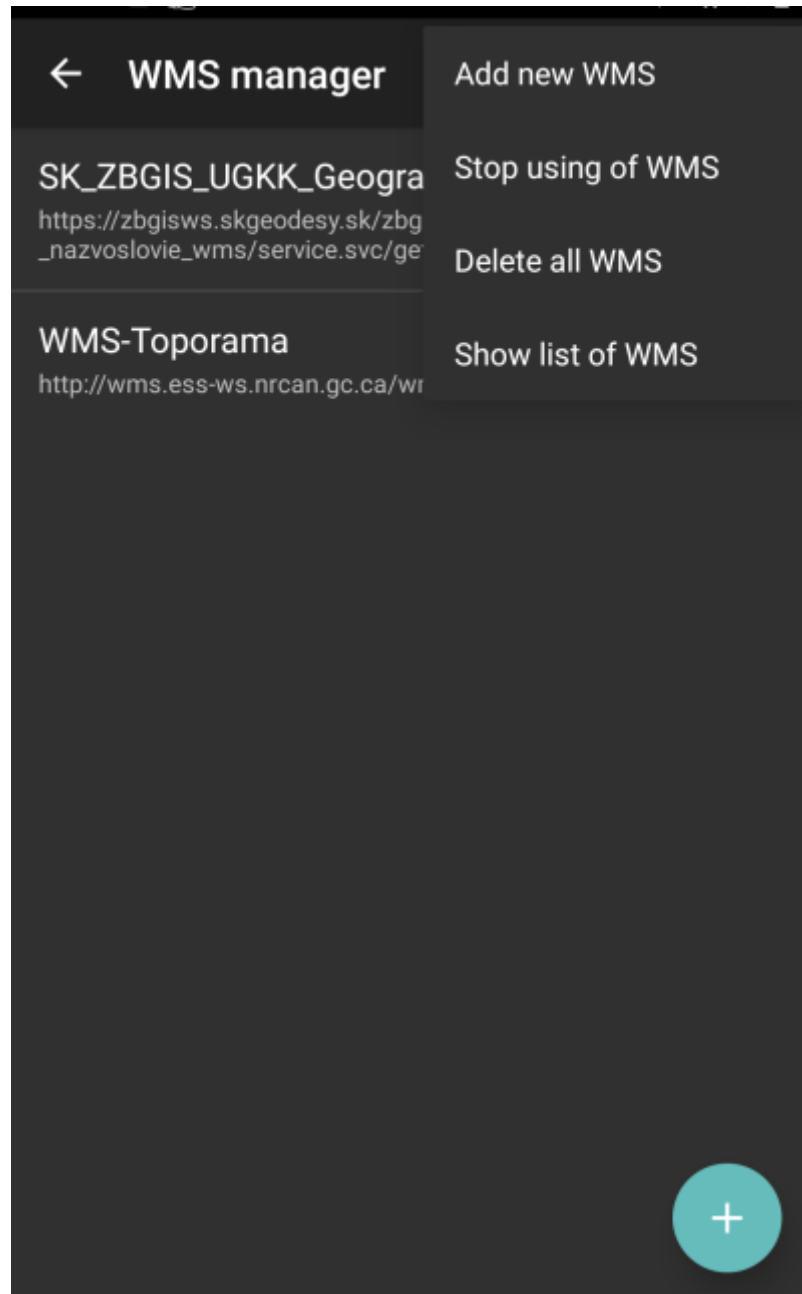 WMS manager
Add new WMS
Stop using of WMS
Delete all WMS
Show list of WMS
SK_ZBGIS_UGKK_Geogra
https://zbgisws.skgeodesy.sk/zbg
_nazvoslovie_wms/service.svc/ge
WMS-Toporama
http://wms.ess-ws.nrcan.gc.ca/